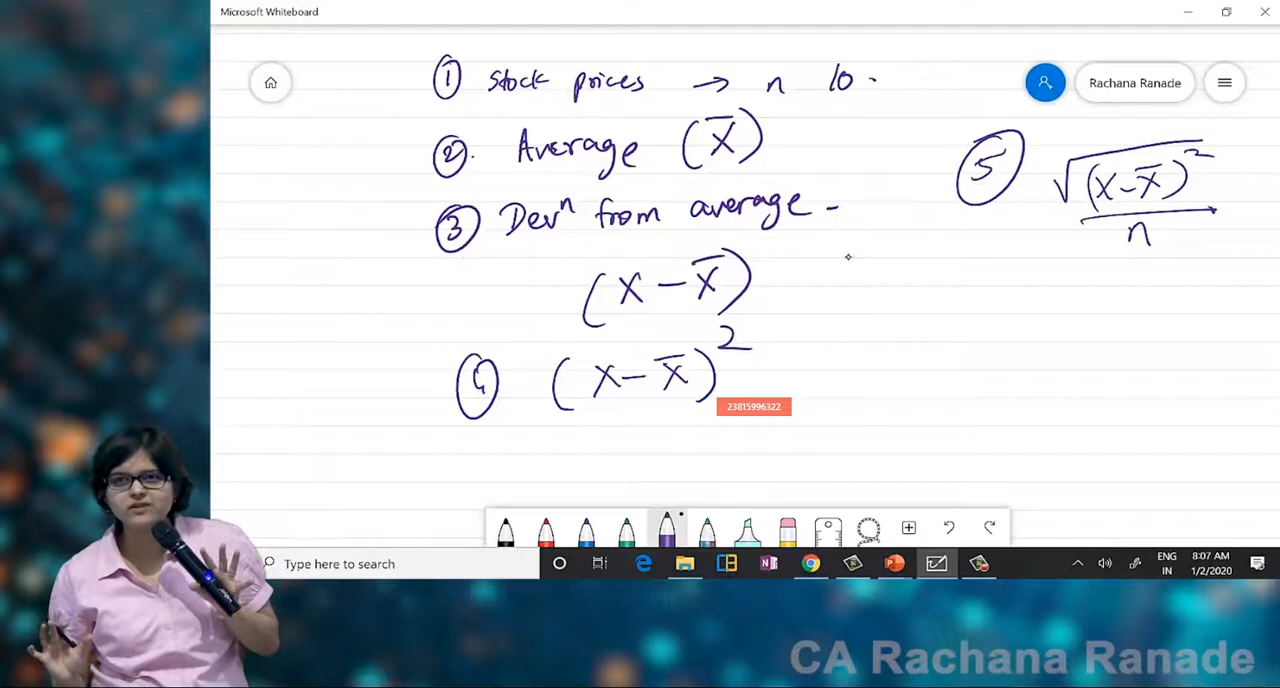 Microsoft Whiteboard
Rachana Ranade
① Stock prices → n 10.
②. Average (X̅)
③ Devⁿ from average -
(X - X̅)
④ (X - X̅)²
⑤ √(X - X̅)²
n
23815996322
Type here to search
ENG
IN
8:07 AM
1/2/2020
CA Rachana Ranade